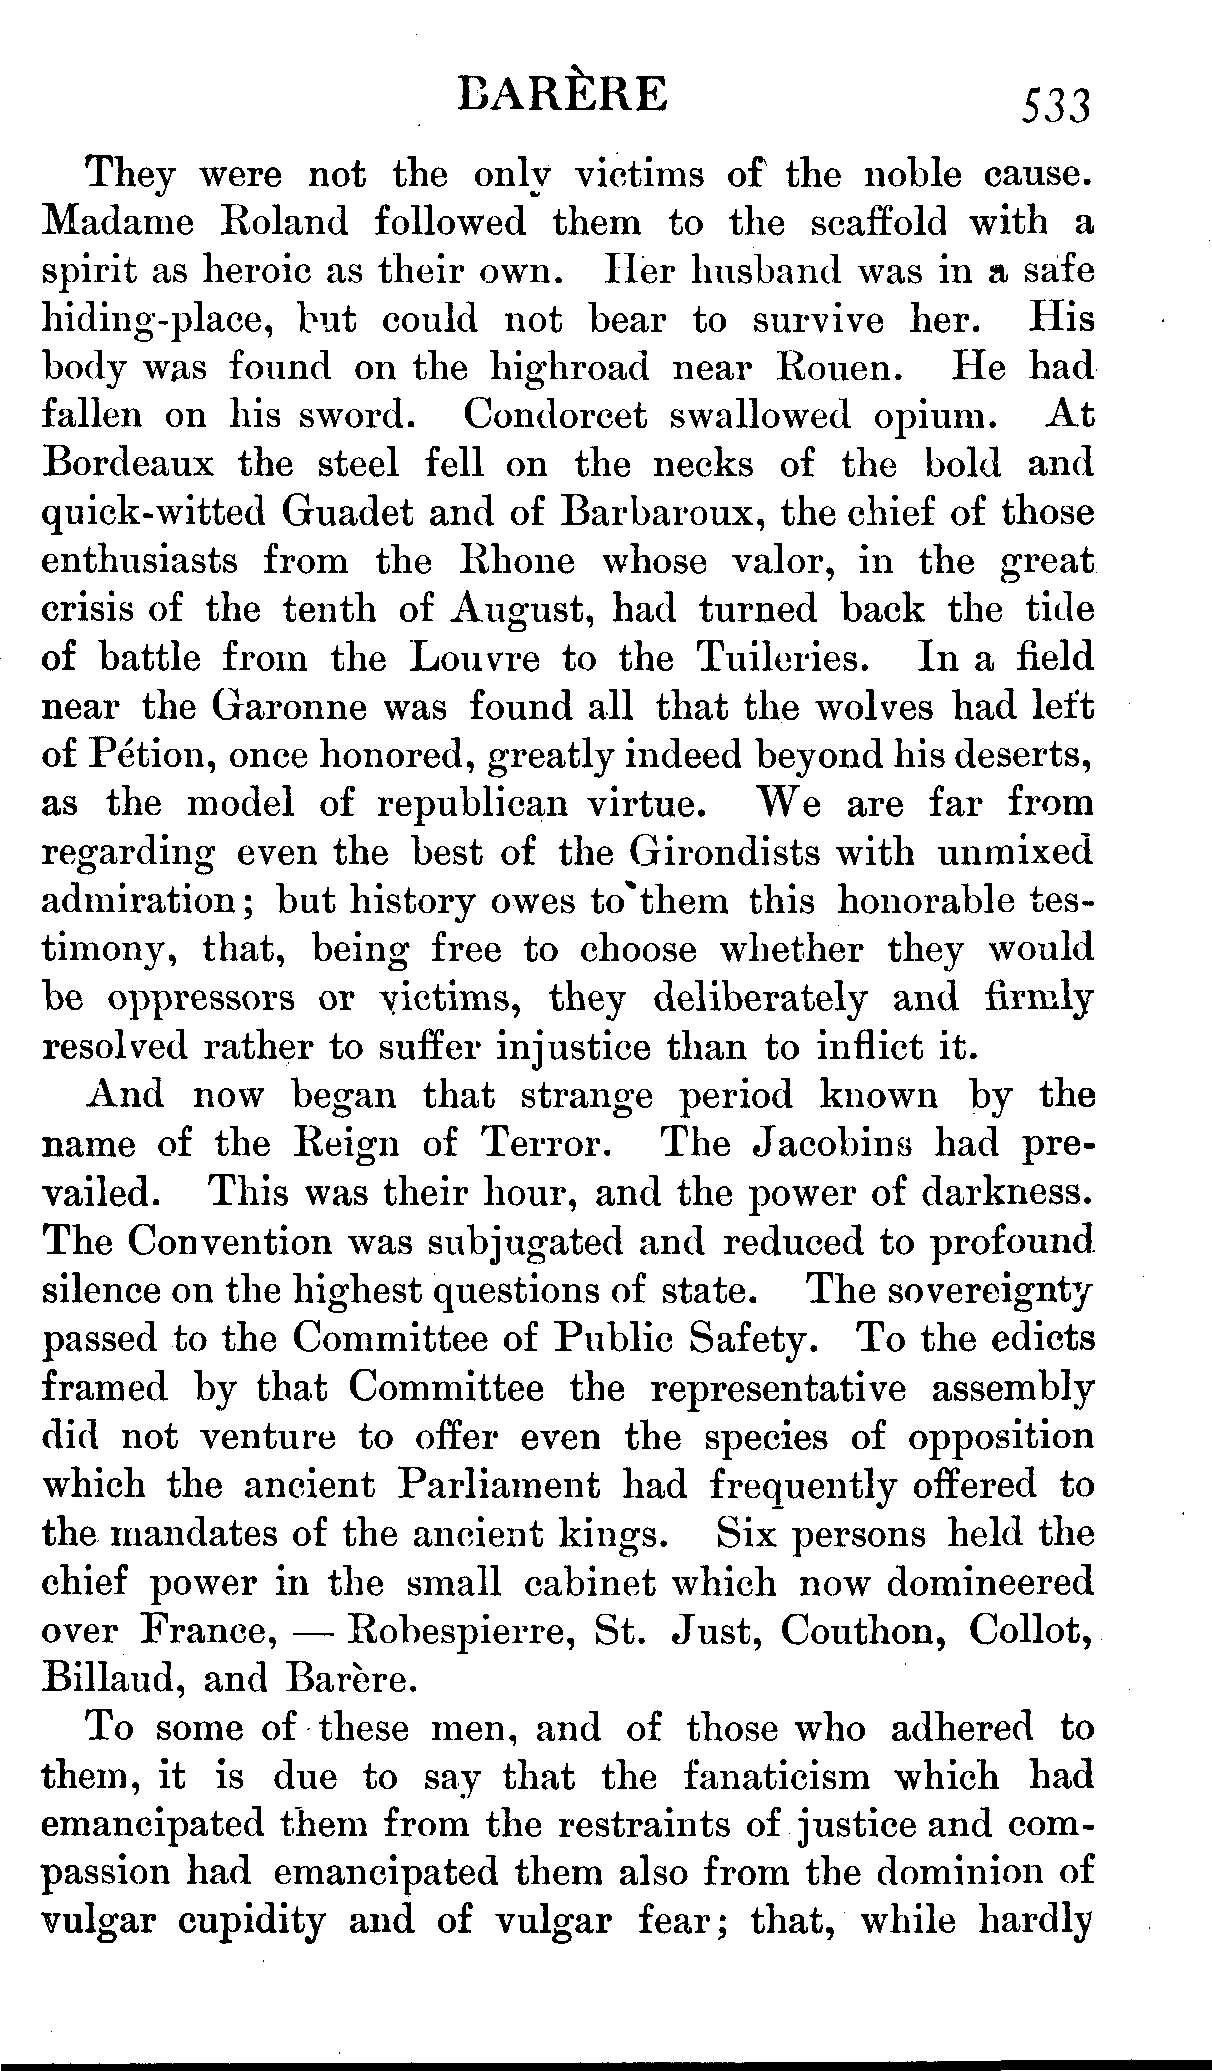 BARÈRE 533
They were not the only victims of the noble cause.
Madame Roland followed them to the scaffold with a
spirit as heroic as their own. Her husband was in a safe
hiding-place, but could not bear to survive her. His
body was found on the highroad near Rouen. He had
fallen on his sword. Condorcet swallowed opium. At
Bordeaux the steel fell on the necks of the bold and
quick-witted Guadet and of Barbaroux, the chief of those
enthusiasts from the Rhone whose valor, in the great
crisis of the tenth of August, had turned back the tide
of battle from the Louvre to the Tuileries. In a field
near the Garonne was found all that the wolves had left
of Pétion, once honored, greatly indeed beyond his deserts,
as the model of republican virtue. We are far from
regarding even the best of the Girondists with unmixed
admiration; but history owes to them this honorable tes-
timony, that, being free to choose whether they would
be oppressors or victims, they deliberately and firmly
resolved rather to suffer injustice than to inflict it.
And now began that strange period known by the
name of the Reign of Terror. The Jacobins had pre-
vailed. This was their hour, and the power of darkness.
The Convention was subjugated and reduced to profound
silence on the highest questions of state. The sovereignty
passed to the Committee of Public Safety. To the edicts
framed by that Committee the representative assembly
did not venture to offer even the species of opposition
which the ancient Parliament had frequently offered to
the mandates of the ancient kings. Six persons held the
chief power in the small cabinet which now domineered
over France, — Robespierre, St. Just, Couthon, Collot,
Billaud, and Barère.
To some of these men, and of those who adhered to
them, it is due to say that the fanaticism which had
emancipated them from the restraints of justice and com-
passion had emancipated them also from the dominion of
vulgar cupidity and of vulgar fear; that, while hardly